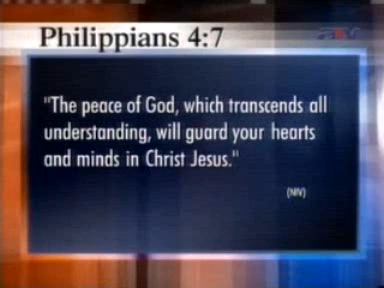 Philippians 4:7
"The peace of God, which transcends all
understanding, will guard your hearts
and minds in Christ Jesus."
(NIV)